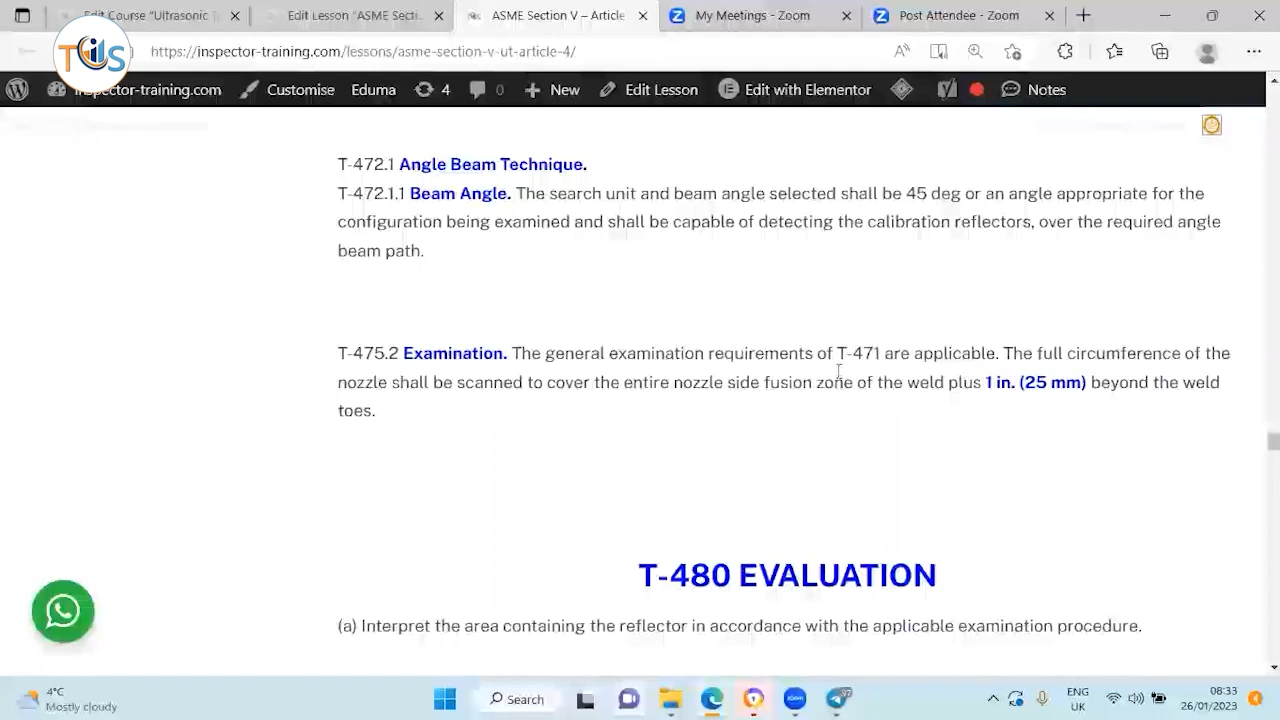 Edit Course "Ultrasonic T
Edit Lesson "ASME Secti
ASME Section V – Article
My Meetings - Zoom
Post Attendee - Zoom
TCIS
https://inspector-training.com/lessons/asme-section-v-ut-article-4/
inspector-training.com
Customise
Eduma
4
0
New
Edit Lesson
Edit with Elementor
Notes
T-472.1 Angle Beam Technique.
T-472.1.1 Beam Angle. The search unit and beam angle selected shall be 45 deg or an angle appropriate for the
configuration being examined and shall be capable of detecting the calibration reflectors, over the required angle
beam path.
T-475.2 Examination. The general examination requirements of T-471 are applicable. The full circumference of the
nozzle shall be scanned to cover the entire nozzle side fusion zone of the weld plus 1 in. (25 mm) beyond the weld
toes.
T-480 EVALUATION
(a) Interpret the area containing the reflector in accordance with the applicable examination procedure.
4°C
Mostly cloudy
Search
zoom
97
ENG
UK
08:33
26/01/2023